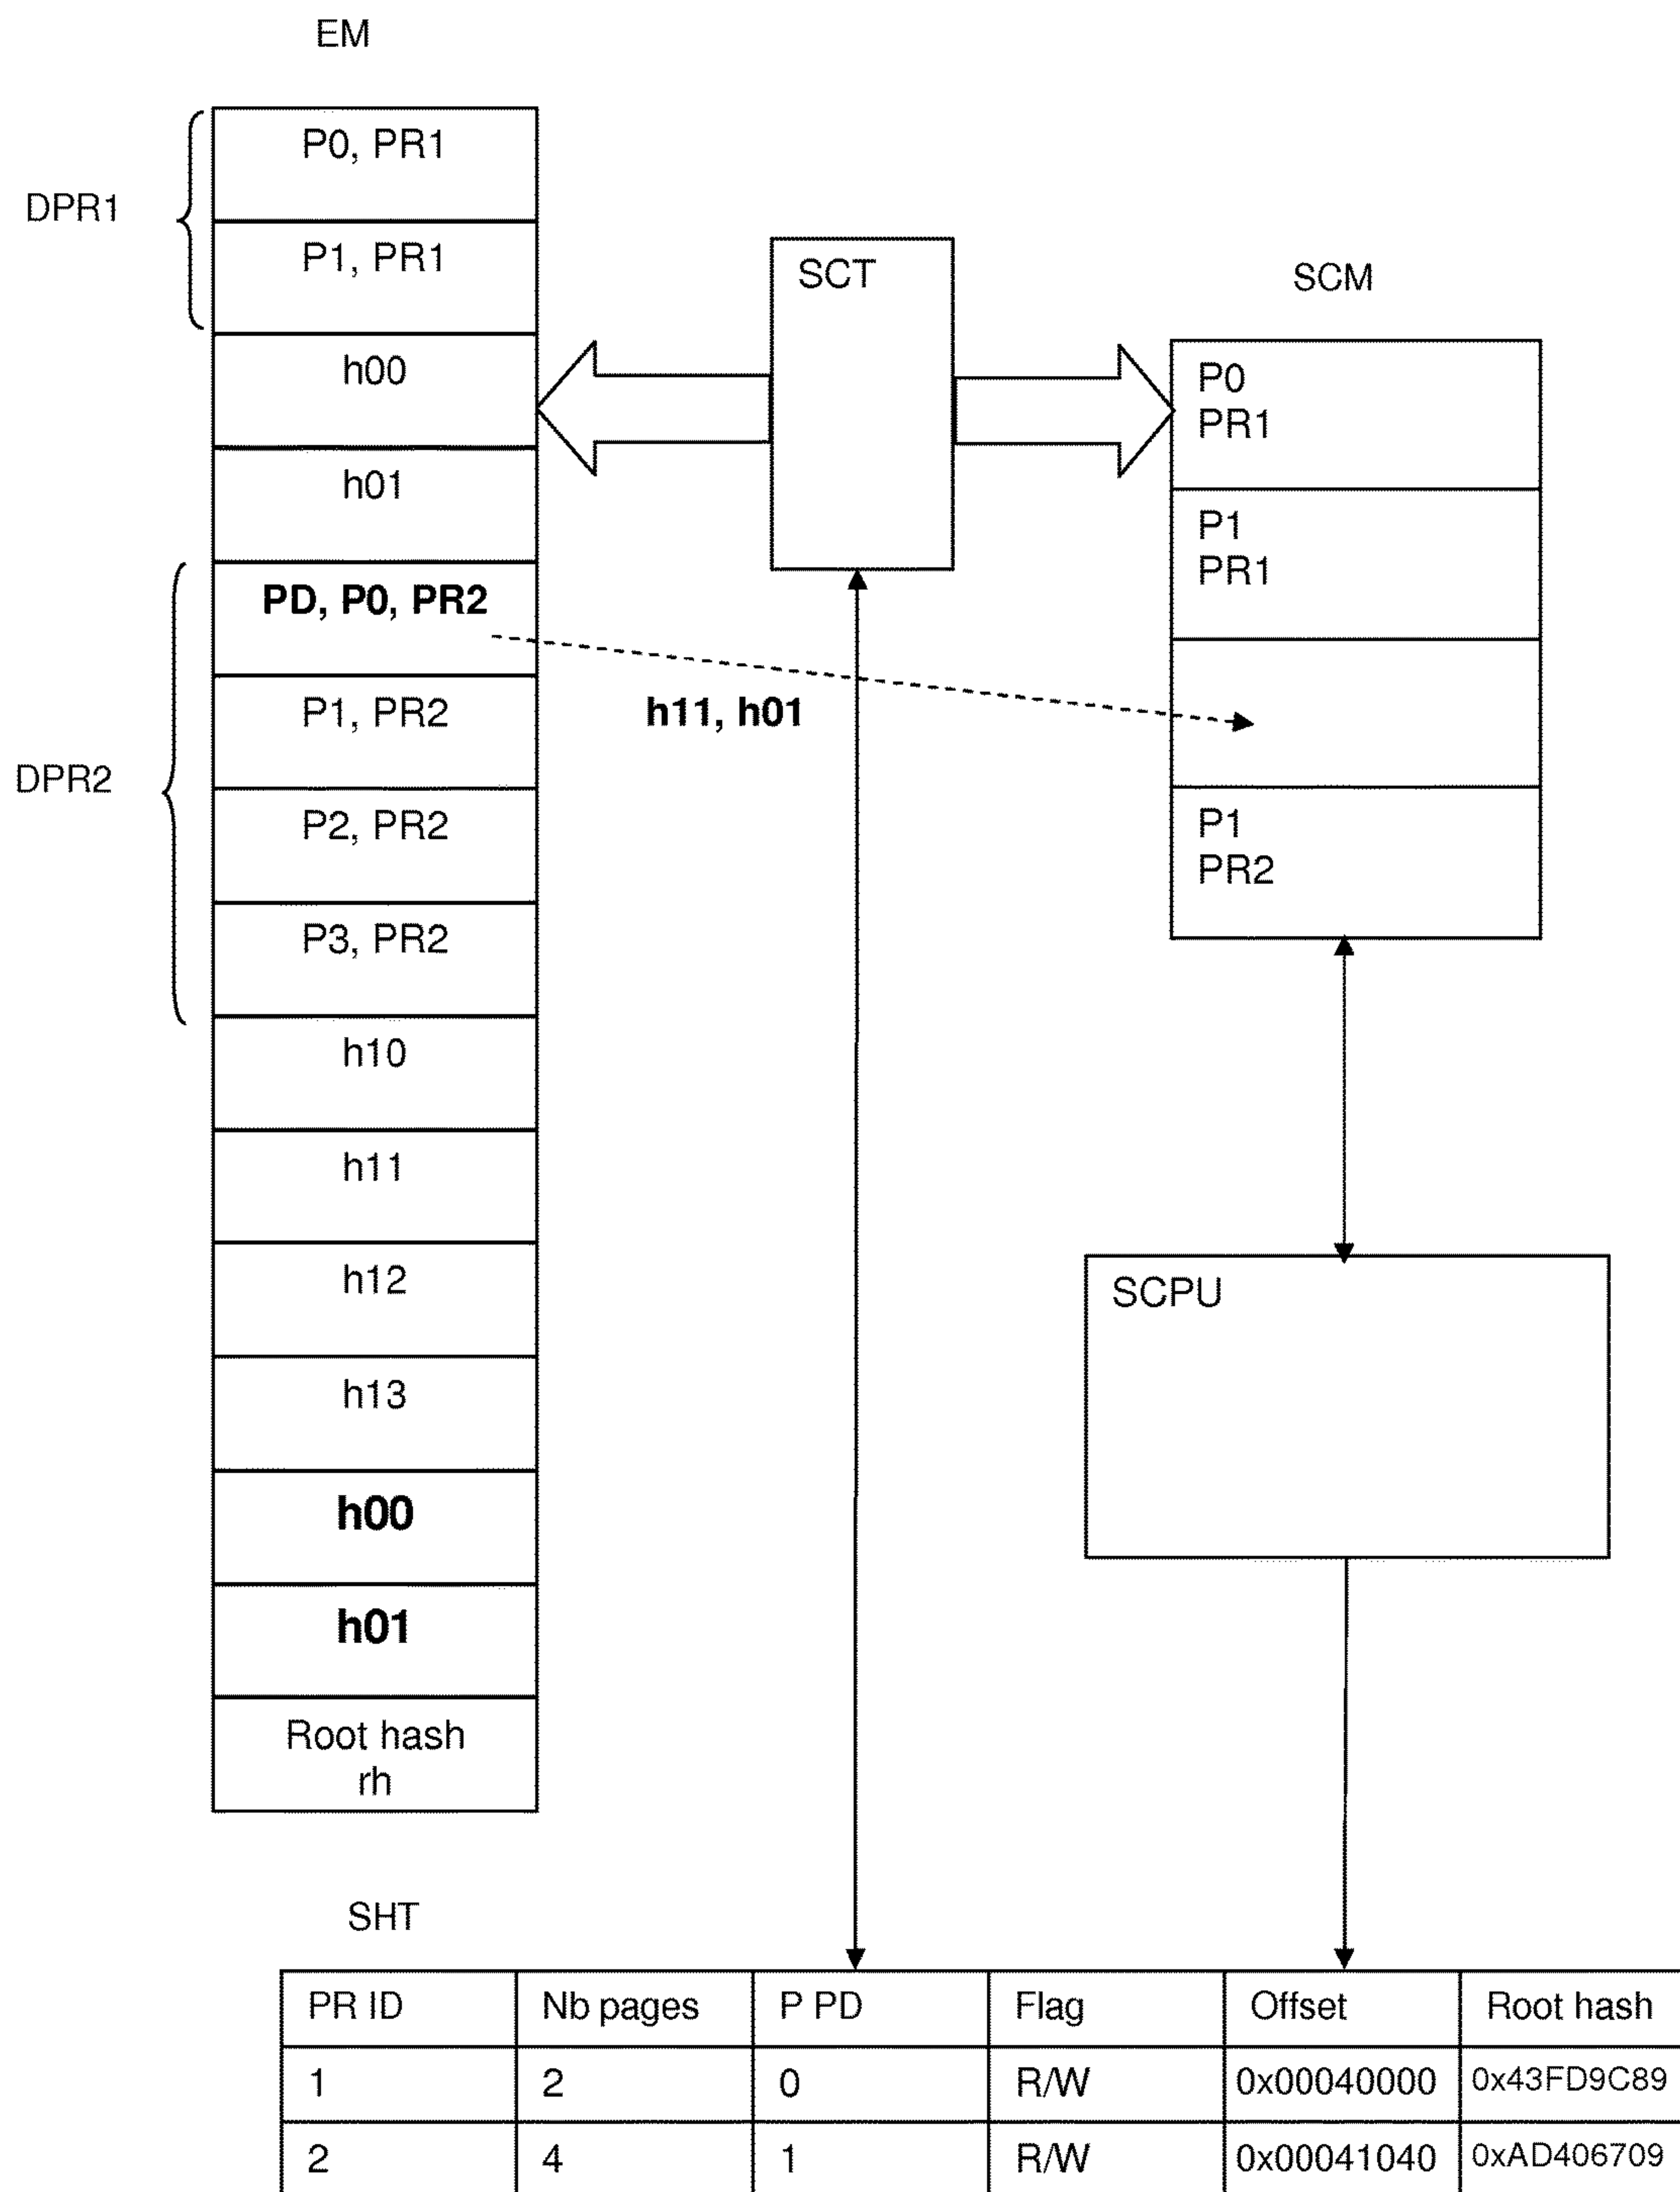 EM
P0, PR1
DPR1
P1, PR1
SCT
SCM
h00
P0
PR1
h01
P1
PR1
PD, P0, PR2
P1, PR2
h11, h01
DPR2
P2, PR2
P1
PR2
P3, PR2
h10
h11
h12
SCPU
h13
h00
h01
Root hash
rh
SHT
PR ID Nb pages P PD Flag Offset Root hash
1 2 0 R/W 0x00040000 0x43FD9C89
2 4 1 R/W 0x00041040 0xAD406709